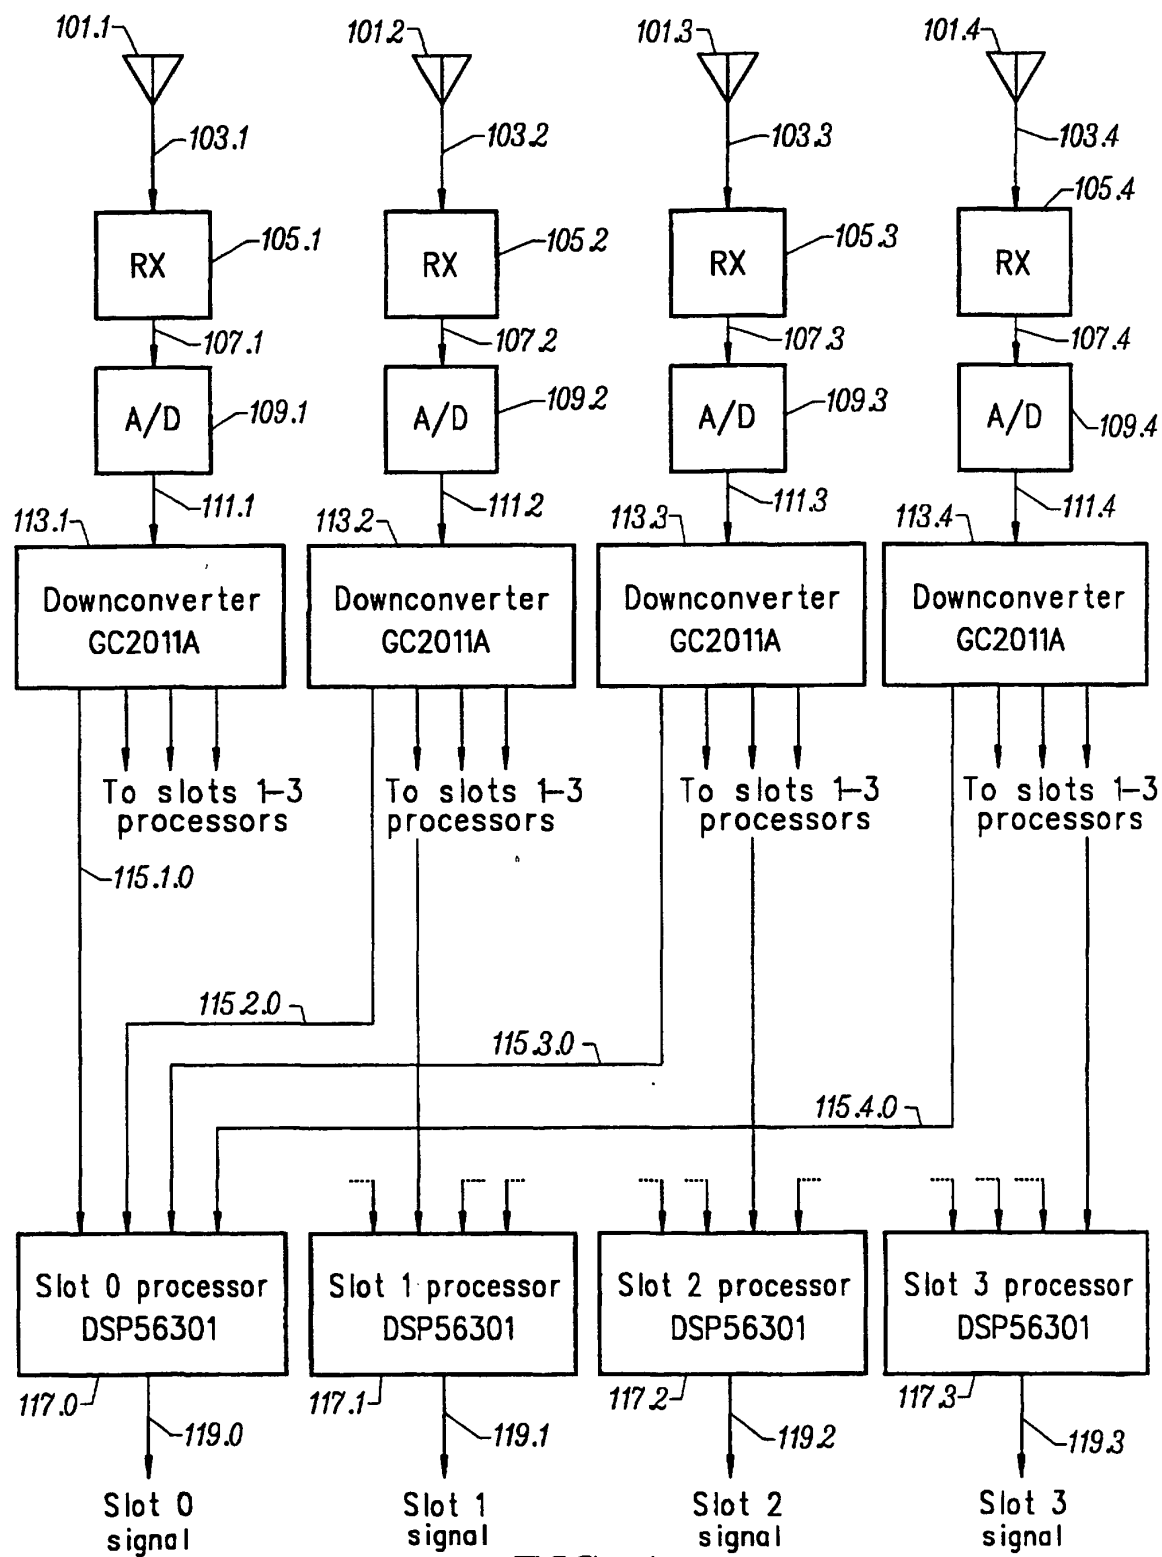 101.1 101.2 101.3 101.4
103.1 103.2 103.3 103.4
105.4
105.1 105.2 105.3
RX RX RX RX
107.1 107.2 107.3 107.4
109.1 109.2 109.3 109.4
A/D A/D A/D A/D
111.1 111.2 111.3 111.4
113.1 113.2 113.3 113.4
Downconverter Downconverter Downconverter Downconverter
GC2011A GC2011A GC2011A GC2011A
To slots 1-3 To slots 1-3 To slots 1-3 To slots 1-3
processors processors processors processors
115.1.0
115.2.0
115.3.0
115.4.0
Slot 0 processor Slot 1 processor Slot 2 processor Slot 3 processor
DSP56301 DSP56301 DSP56301 DSP56301
117.0 117.1 117.2 117.3
119.0 119.1 119.2 119.3
Slot 0 Slot 1 Slot 2 Slot 3
signal signal signal signal